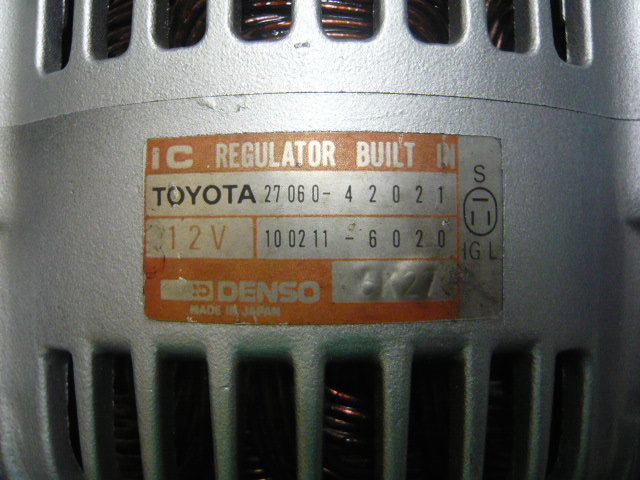 IC REGULATOR BUILT IN
TOYOTA 27060-42021
12V 100211-6020
DENSO
MADE IN JAPAN
S
IG L